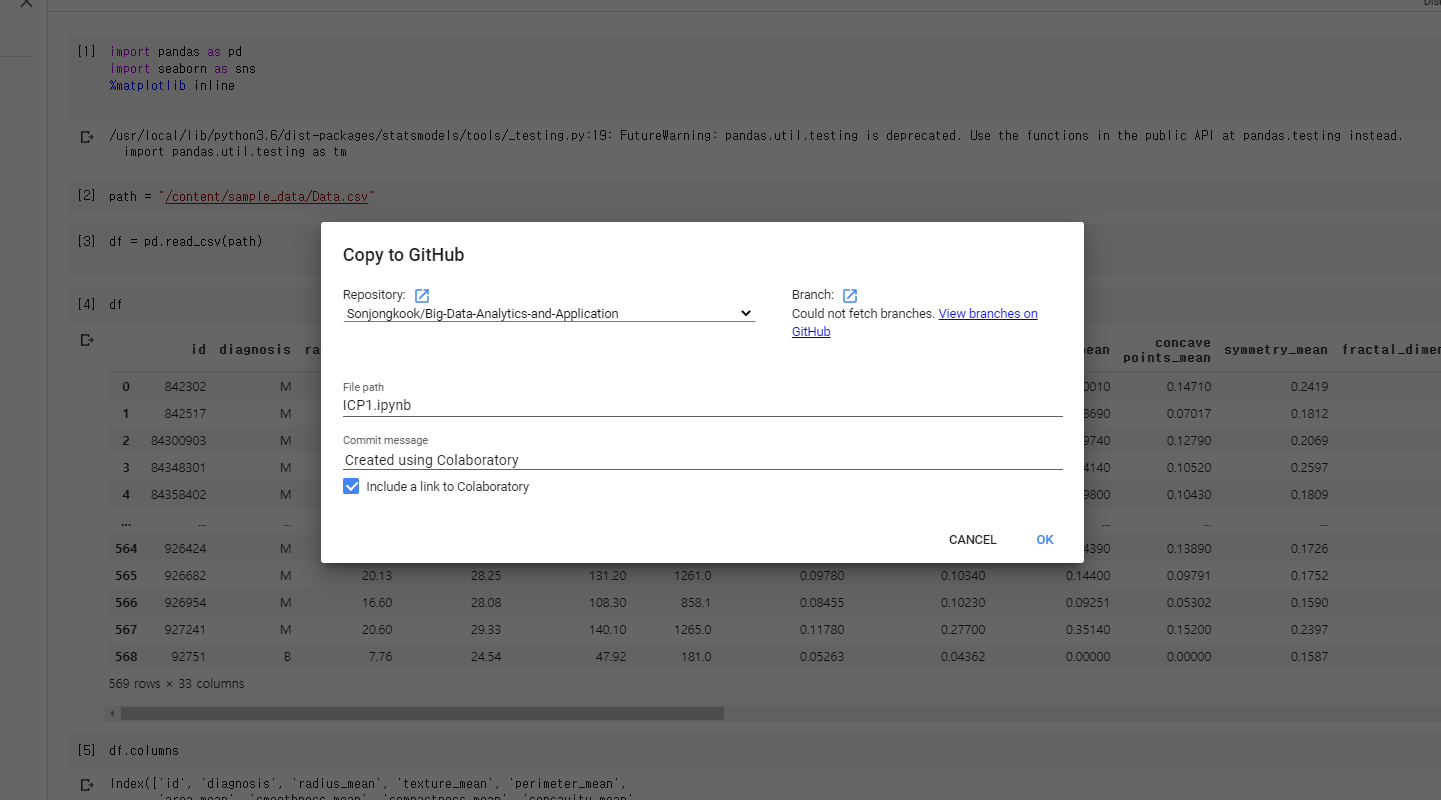 Dis
[1] import pandas as pd
import seaborn as sns
%matplotlib inline
/usr/local/lib/python3.6/dist-packages/statsmodels/tools/_testing.py:19: FutureWarning: pandas.util.testing is deprecated. Use the functions in the public API at pandas.testing instead.
import pandas.util.testing as tm
[2] path = "/content/sample_data/Data.csv"
[3] df = pd.read_csv(path)
[4] df
Copy to GitHub
Repository:
Sonjongkook/Big-Data-Analytics-and-Application
Branch:
Could not fetch branches. View branches on
GitHub
File path
ICP1.ipynb
Commit message
Created using Colaboratory
Include a link to Colaboratory
CANCEL OK
id diagnosis ra ean concave points_mean symmetry_mean fractal_dimen
0 842302 M 0010 0.14710 0.2419
1 842517 M 8690 0.07017 0.1812
2 84300903 M 9740 0.12790 0.2069
3 84348301 M 4140 0.10520 0.2597
4 84358402 M 9800 0.10430 0.1809
... ... ... ... ... ...
564 926424 M 4390 0.13890 0.1726
565 926682 M 20.13 28.25 131.20 1261.0 0.09780 0.10340 0.14400 0.09791 0.1752
566 926954 M 16.60 28.08 108.30 858.1 0.08455 0.10230 0.09251 0.05302 0.1590
567 927241 M 20.60 29.33 140.10 1265.0 0.11780 0.27700 0.35140 0.15200 0.2397
568 92751 B 7.76 24.54 47.92 181.0 0.05263 0.04362 0.00000 0.00000 0.1587
569 rows × 33 columns
[5] df.columns
Index(['id', 'diagnosis', 'radius_mean', 'texture_mean', 'perimeter_mean',